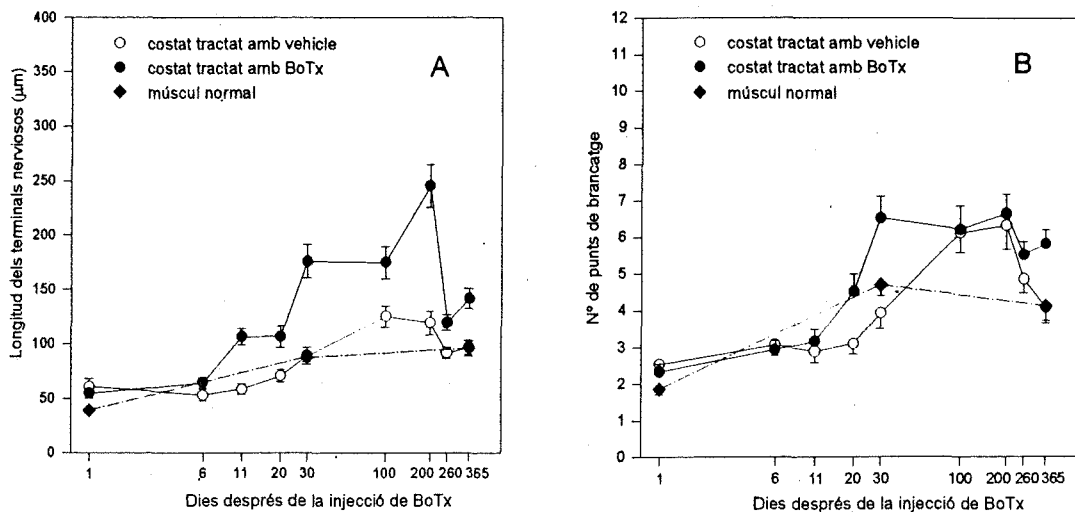 400
350
300
250
200
150
100
50
0
Longitud dels terminals nerviosos (µm)
costat tractat amb vehicle
costat tractat amb BoTx
múscul normal
A
1 6 11 20 30 100 200 260 365
Dies després de la injecció de BoTx
12
11
10
9
8
7
6
5
4
3
2
1
0
Nº de punts de brancatge
costat tractat amb vehicle
costat tractat amb BoTx
múscul normal
B
1 6 11 20 30 100 200 260 365
Dies després de la injecció de BoTx